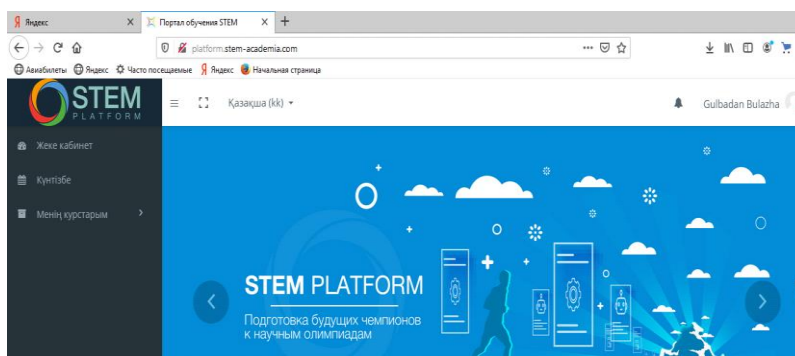 Яндекс
Портал обучения STEM
platform.stem-academia.com
Авиабилеты Яндекс Часто посещаемые Яндекс Начальная страница
STEM
PLATFORM
Қазақша (kk)
Gulbadan Bulazha
Жеке кабинет
Күнтізбе
Менің курстарым
STEM PLATFORM
Подготовка будущих чемпионов
к научным олимпиадам